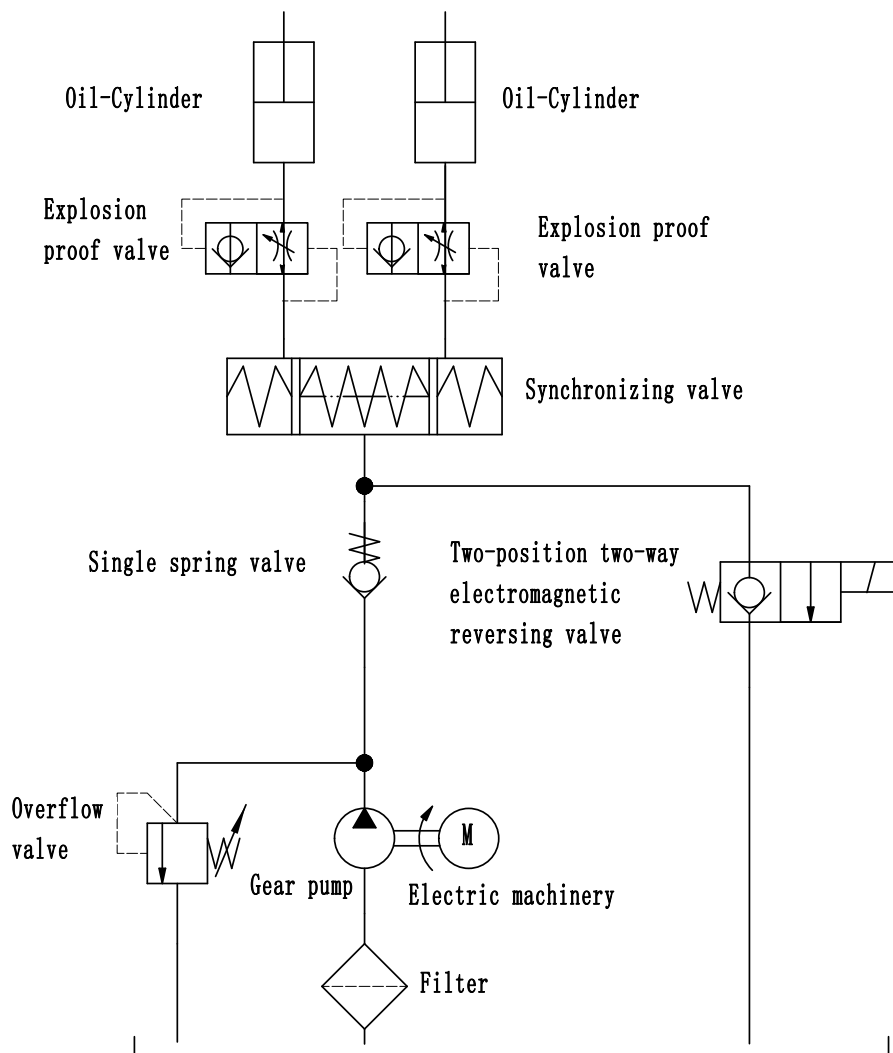 Oil-Cylinder
Oil-Cylinder
Explosion
proof valve
Explosion proof
valve
Synchronizing valve
Single spring valve
Two-position two-way
electromagnetic
reversing valve
Overflow
valve
M
Gear pump
Electric machinery
Filter